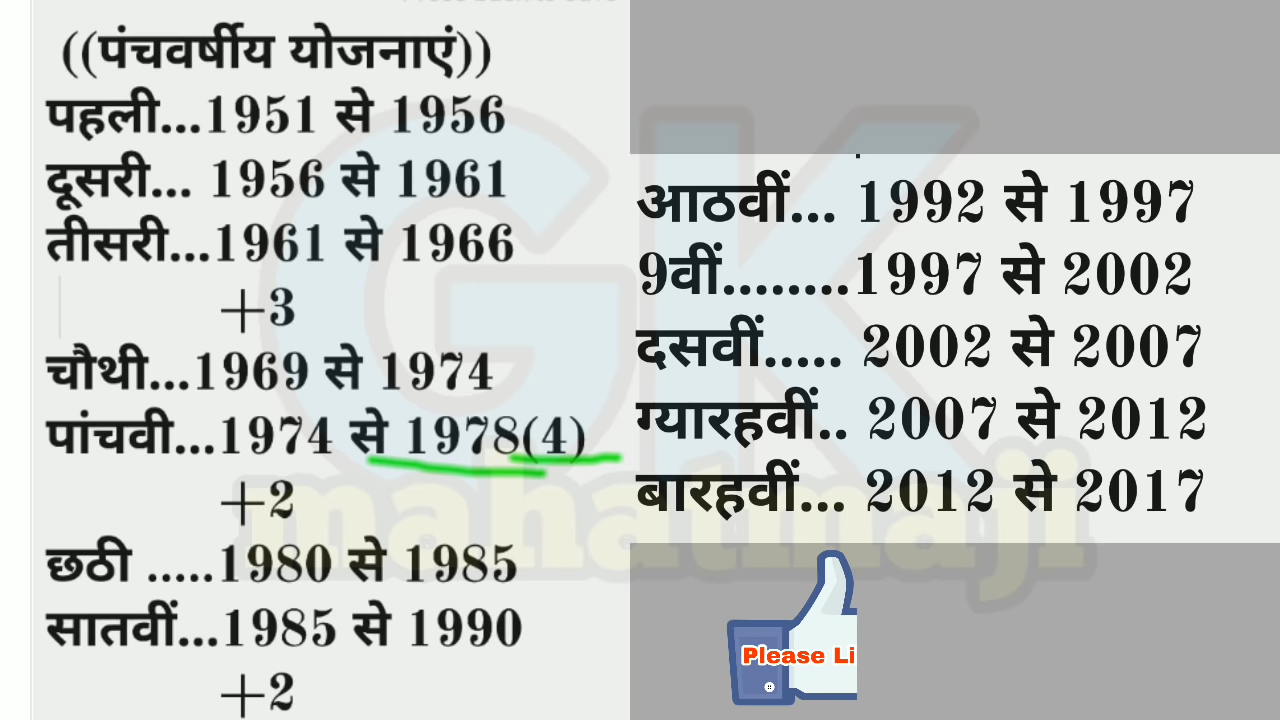 ((पंचवर्षीय योजनाएं))
पहली...1951 से 1956
दूसरी... 1956 से 1961
तीसरी...1961 से 1966
+3
चौथी...1969 से 1974
पांचवी...1974 से 1978(4)
+2
छठी .....1980 से 1985
सातवीं...1985 से 1990
+2
आठवीं... 1992 से 1997
9वीं........1997 से 2002
दसवीं..... 2002 से 2007
ग्यारहवीं.. 2007 से 2012
बारहवीं... 2012 से 2017
GK
mahatmaji
Please Li